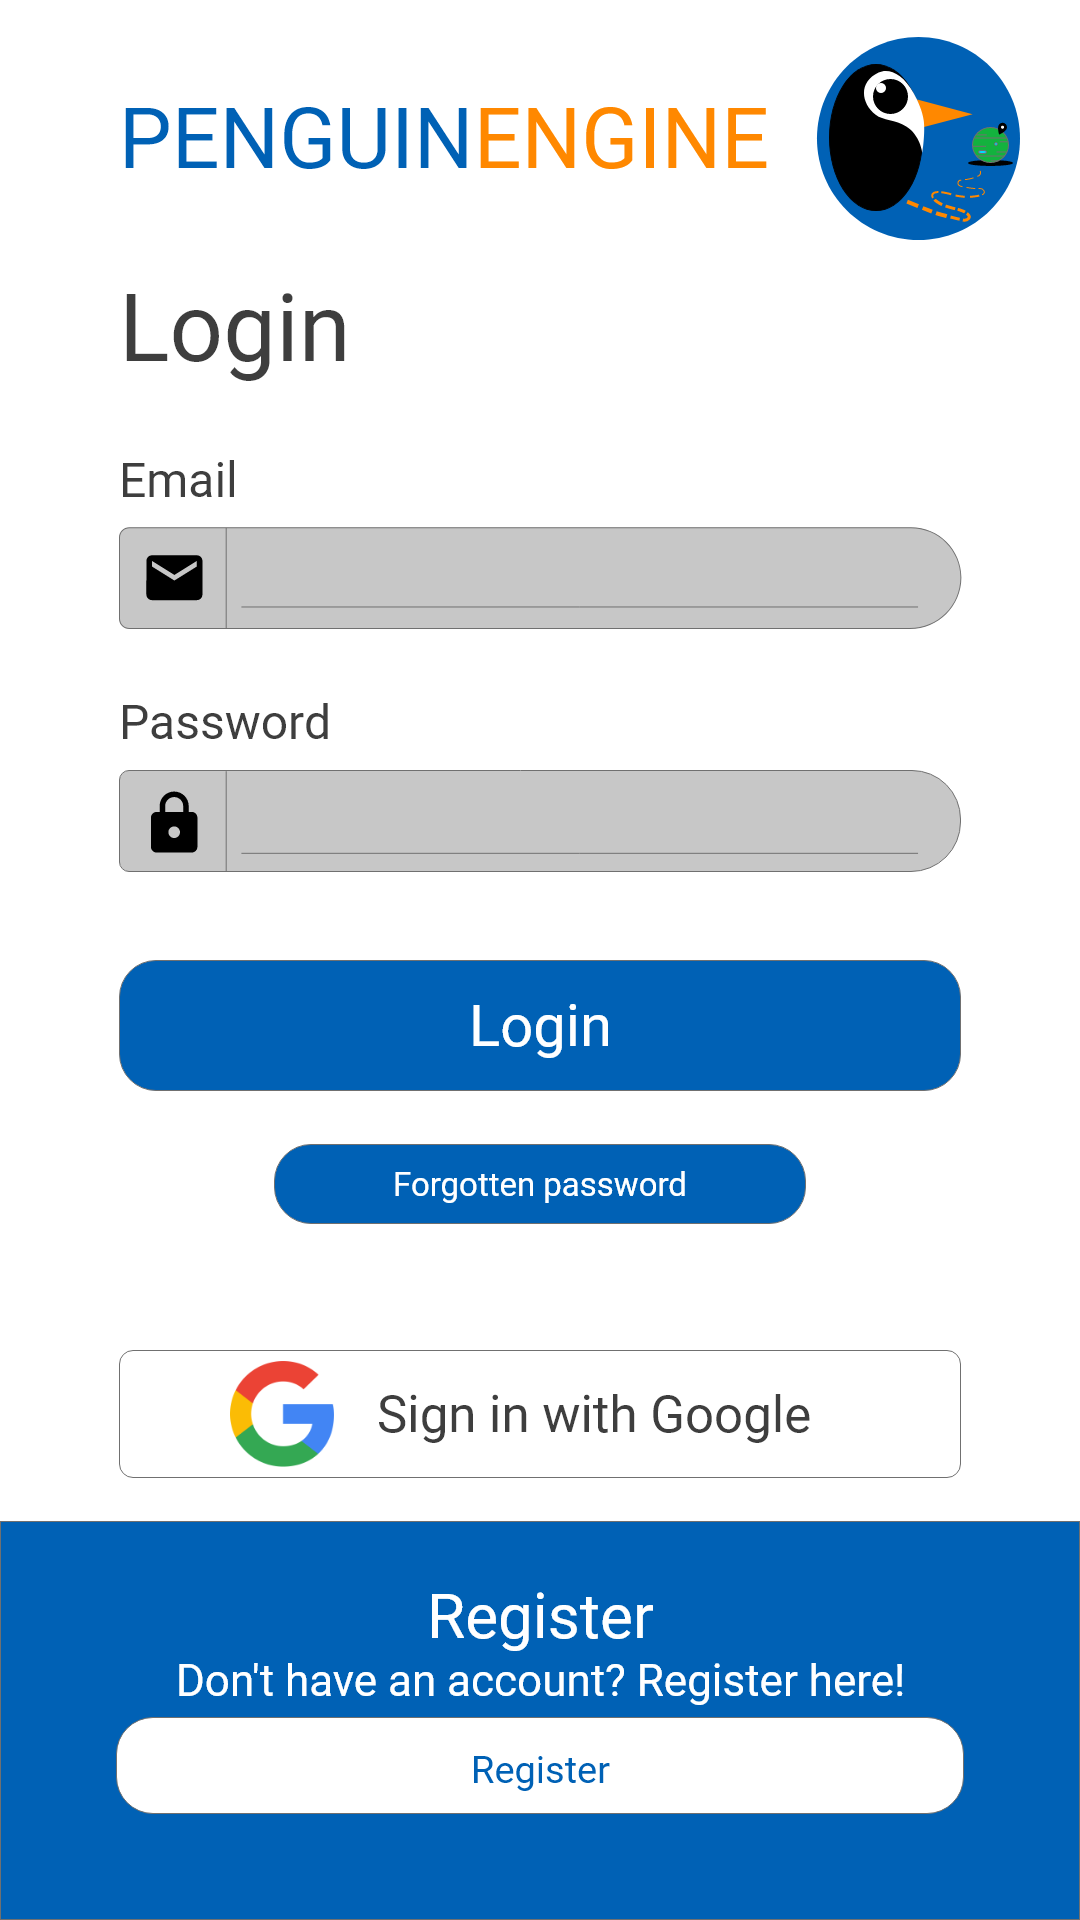 PENGUINENGINE
Login
Email
Password
Login
Forgotten password
Sign in with Google
Register
Don't have an account? Register here!
Register